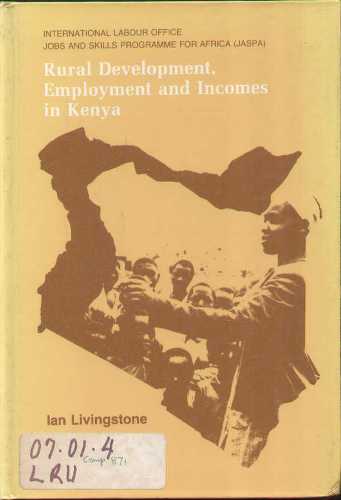 INTERNATIONAL LABOUR OFFICE
JOBS AND SKILLS PROGRAMME FOR AFRICA (JASPA)
Rural Development,
Employment and Incomes
in Kenya
Ian Livingstone
07.01.4
LRU